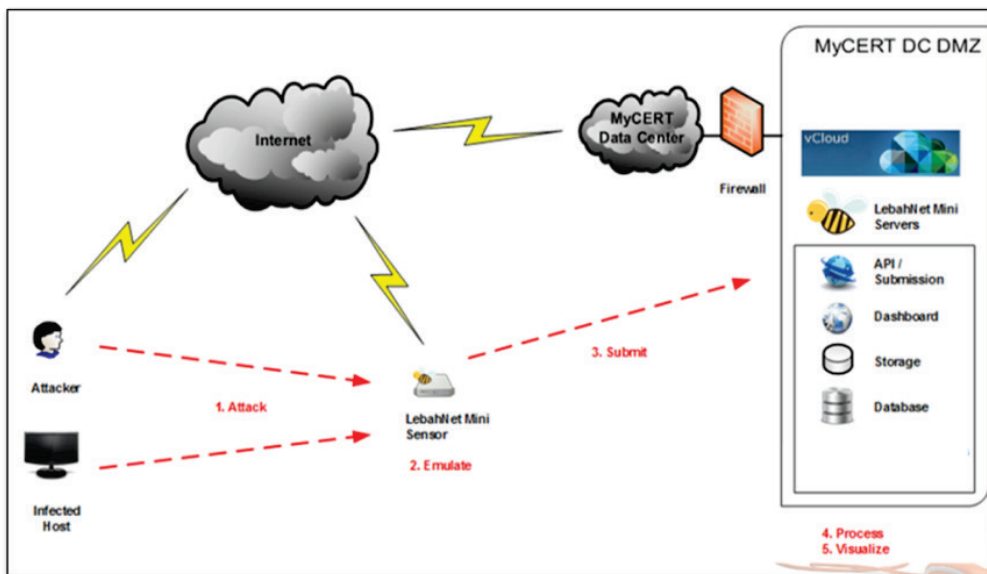 MyCERT DC DMZ
Internet
MyCERT
Data Center
Firewall
vCloud
LebahNet Mini
Servers
API /
Submission
Dashboard
Storage
Database
Attacker
1. Attack
Infected
Host
LebahNet Mini
Sensor
2. Emulate
3. Submit
4. Process
5. Visualize